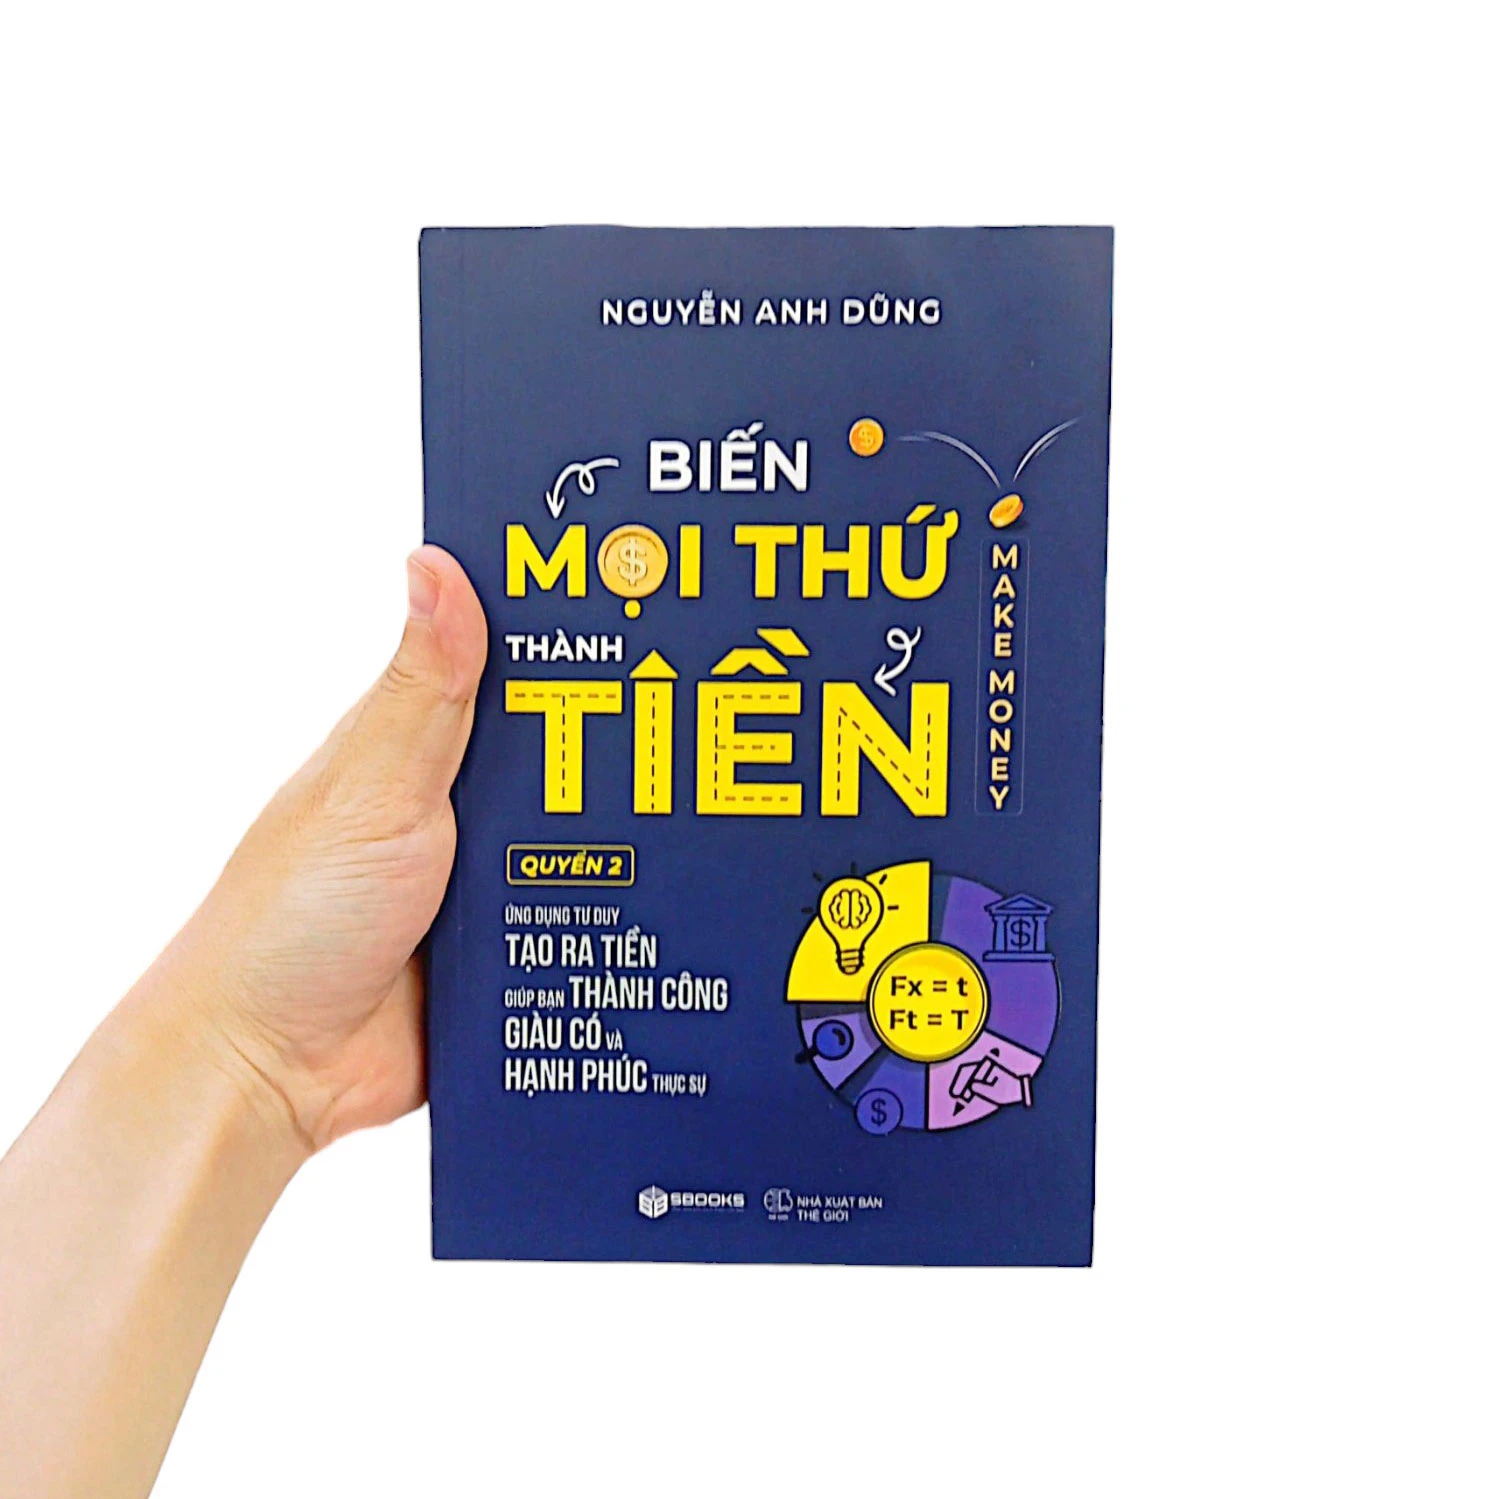 NGUYỄN ANH DŨNG
BIẾN
MỌI THỨ
THÀNH
TIỀN
MAKE MONEY
QUYỂN 2
ỨNG DỤNG TƯ DUY
TẠO RA TIỀN
GIÚP BẠN THÀNH CÔNG
GIÀU CÓ VÀ
HẠNH PHÚC THỰC SỰ
Fx = t
Ft = T
SBOOKS
NHÀ XUẤT BẢN
THẾ GIỚI